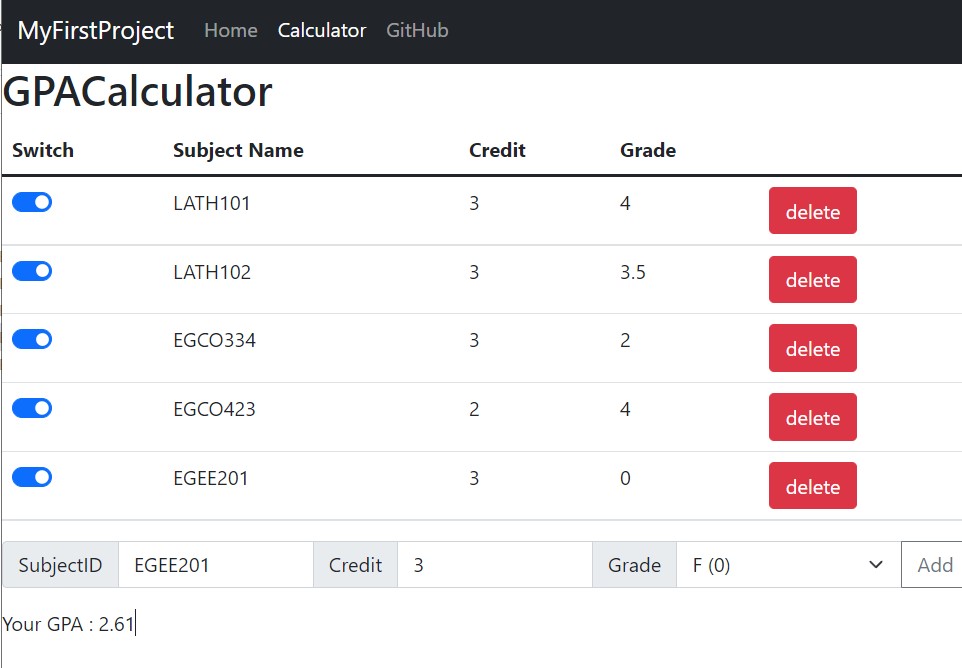 MyFirstProject Home Calculator GitHub
GPACalculator
Switch Subject Name Credit Grade
LATH101 3 4 delete
LATH102 3 3.5 delete
EGCO334 3 2 delete
EGCO423 2 4 delete
EGEE201 3 0 delete
SubjectID EGEE201 Credit 3 Grade F (0) Add
Your GPA : 2.61